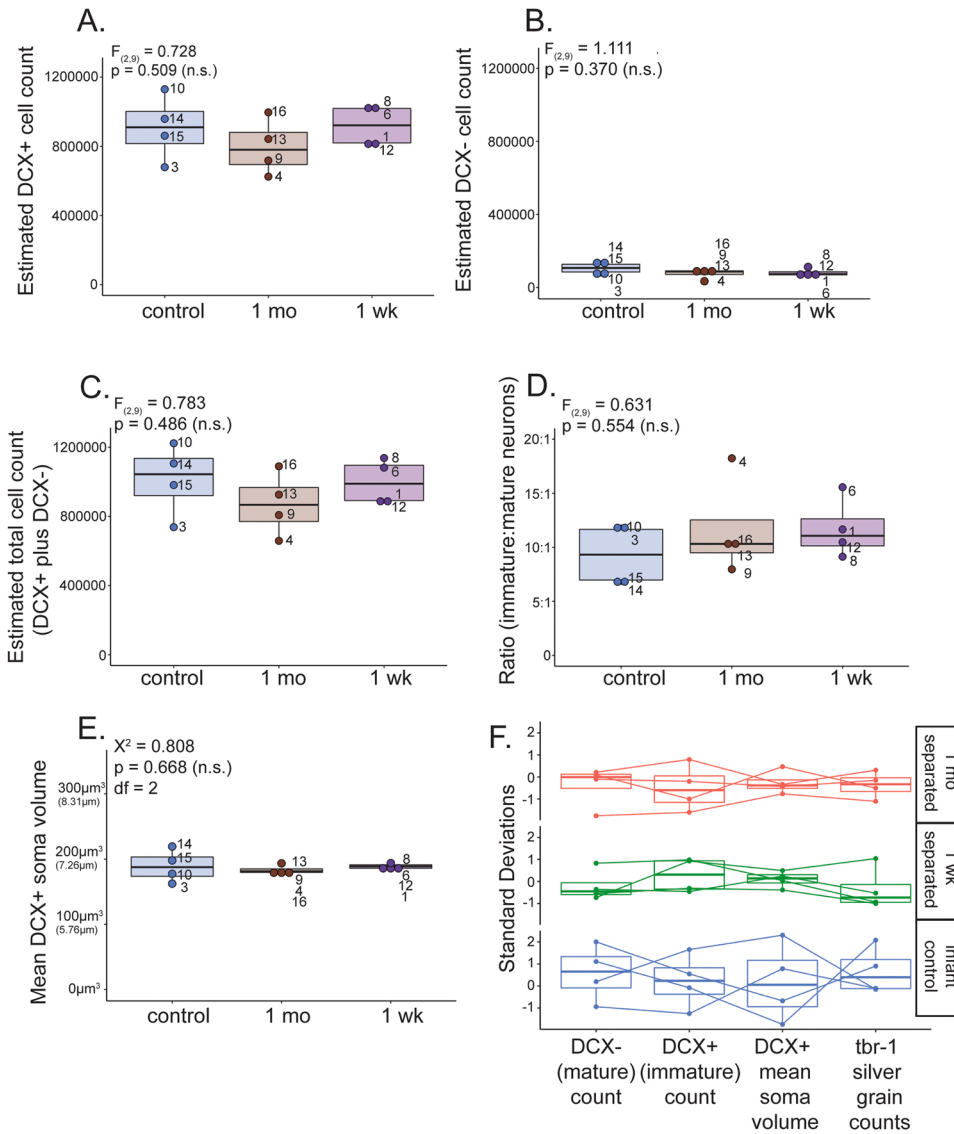 A.
F(2,9) = 0.728
p = 0.509 (n.s.)
Estimated DCX+ cell count
1200000
800000
400000
0
10
14
15
3
16
13
9
4
8
6
1
12
control
1 mo
1 wk
B.
F(2,9) = 1.111
p = 0.370 (n.s.)
Estimated DCX- cell count
1200000
800000
400000
0
14
15
10
3
16
9
13
4
8
12
1
6
control
1 mo
1 wk
C.
F(2,9) = 0.783
p = 0.486 (n.s.)
Estimated total cell count
(DCX+ plus DCX-)
1200000
800000
400000
0
10
14
15
3
16
13
9
4
8
6
1
12
control
1 mo
1 wk
D.
F(2,9) = 0.631
p = 0.554 (n.s.)
Ratio (immature:mature neurons)
20:1
15:1
10:1
5:1
0
10
3
15
14
4
16
13
9
6
1
12
8
control
1 mo
1 wk
E.
X² = 0.808
p = 0.668 (n.s.)
df = 2
Mean DCX+ soma volume
300µm³
(8.31µm)
200µm³
(7.26µm)
100µm³
(5.76µm)
0µm³
14
15
10
3
13
9
4
16
8
6
12
1
control
1 mo
1 wk
F.
Standard Deviations
2
1
0
-1
2
1
0
-1
2
1
0
-1
1 mo
separated
1 wk
separated
infant
control
DCX-
(mature)
count
DCX+
(immature)
count
DCX+
mean
soma
volume
tbr-1
silver
grain
counts